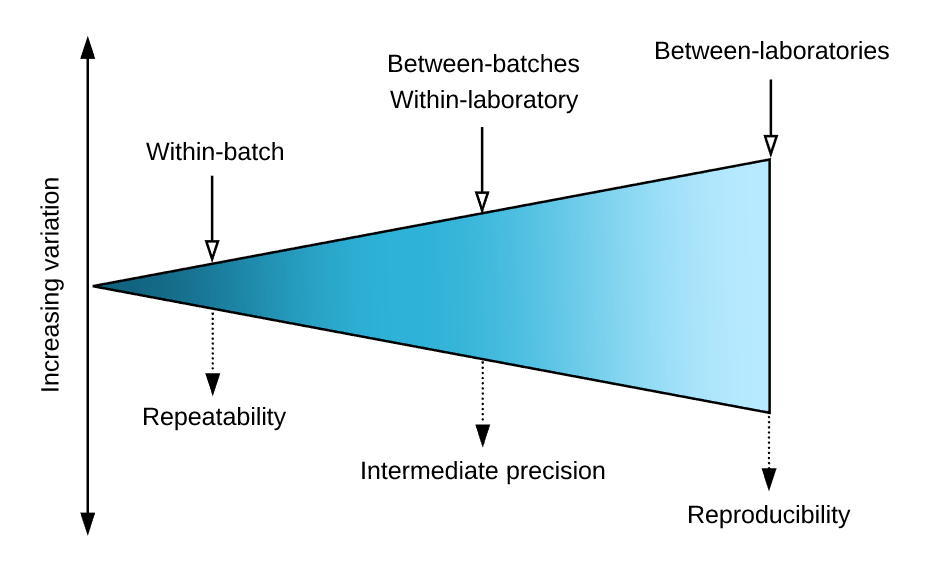 Between-laboratories
Between-batches
Within-laboratory
Within-batch
Increasing variation
Repeatability
Intermediate precision
Reproducibility